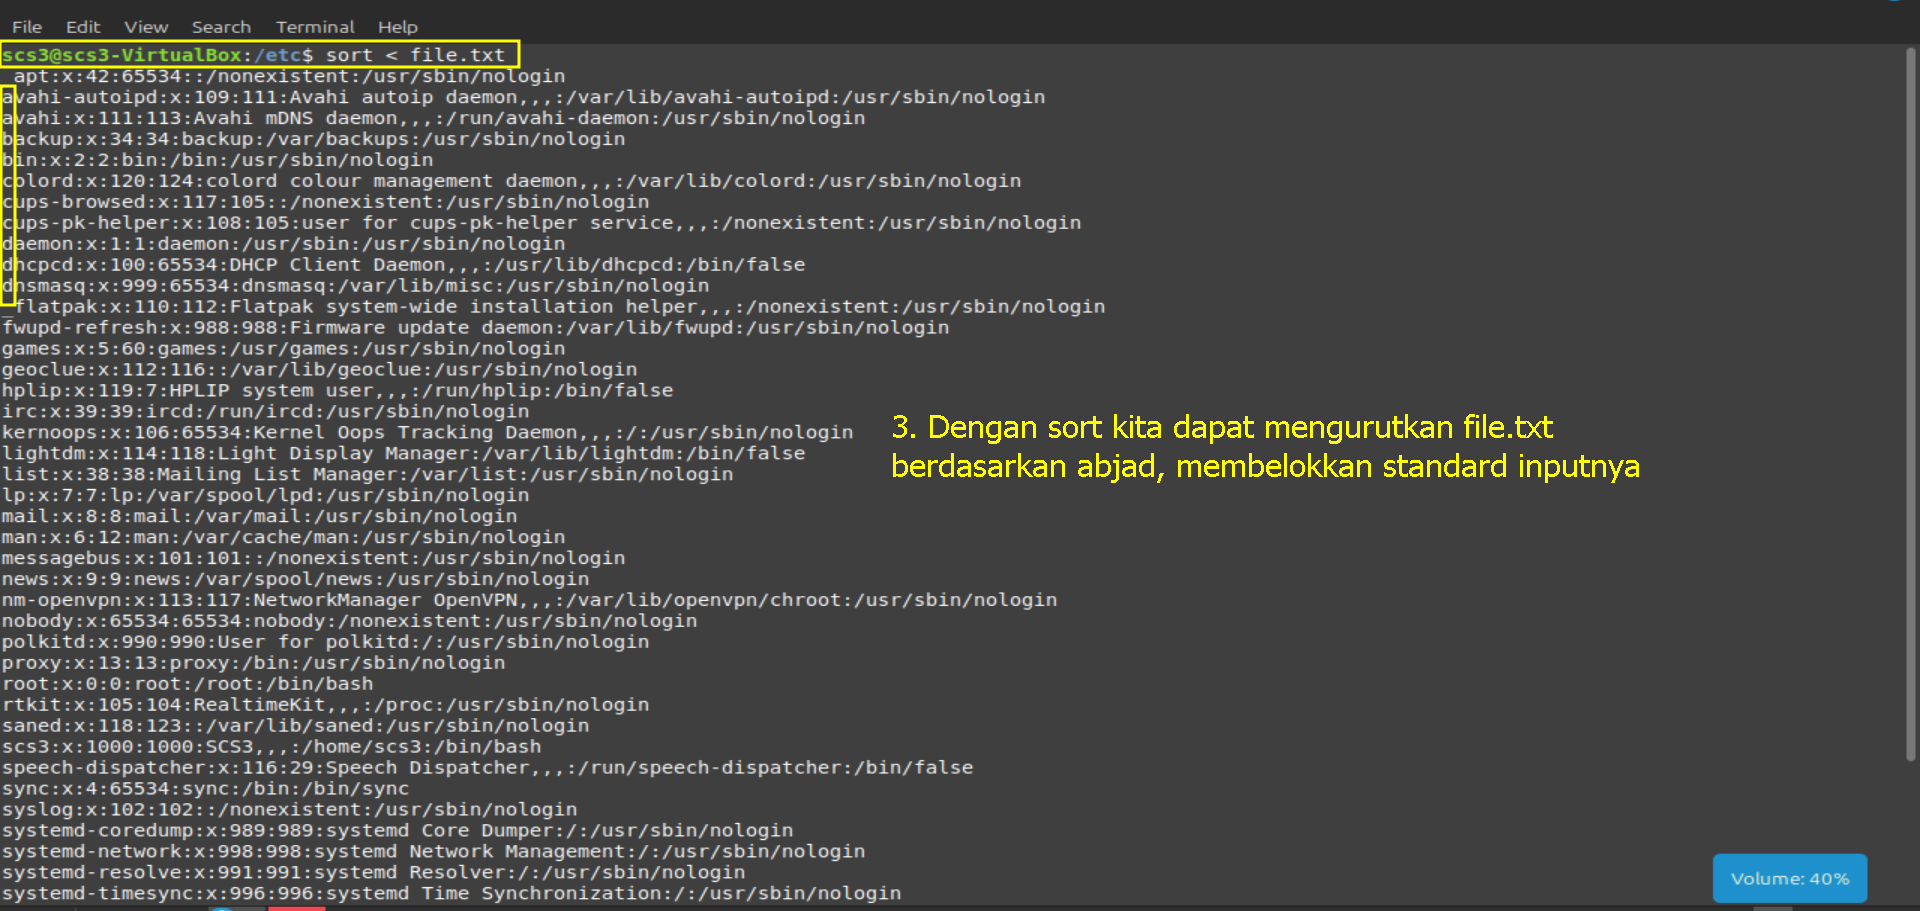 File Edit View Search Terminal Help
scs3@scs3-VirtualBox:/etc$ sort < file.txt
_apt:x:42:65534::/nonexistent:/usr/sbin/nologin
avahi-autoipd:x:109:111:Avahi autoip daemon,,,:/var/lib/avahi-autoipd:/usr/sbin/nologin
avahi:x:111:113:Avahi mDNS daemon,,,:/run/avahi-daemon:/usr/sbin/nologin
backup:x:34:34:backup:/var/backups:/usr/sbin/nologin
bin:x:2:2:bin:/bin:/usr/sbin/nologin
colord:x:120:124:colord colour management daemon,,,:/var/lib/colord:/usr/sbin/nologin
cups-browsed:x:117:105::/nonexistent:/usr/sbin/nologin
cups-pk-helper:x:108:105:user for cups-pk-helper service,,,:/nonexistent:/usr/sbin/nologin
daemon:x:1:1:daemon:/usr/sbin:/usr/sbin/nologin
dhcpcd:x:100:65534:DHCP Client Daemon,,,:/usr/lib/dhcpcd:/bin/false
dnsmasq:x:999:65534:dnsmasq:/var/lib/misc:/usr/sbin/nologin
_flatpak:x:110:112:Flatpak system-wide installation helper,,,:/nonexistent:/usr/sbin/nologin
fwupd-refresh:x:988:988:Firmware update daemon:/var/lib/fwupd:/usr/sbin/nologin
games:x:5:60:games:/usr/games:/usr/sbin/nologin
geoclue:x:112:116::/var/lib/geoclue:/usr/sbin/nologin
hplip:x:119:7:HPLIP system user,,,:/run/hplip:/bin/false
irc:x:39:39:ircd:/run/ircd:/usr/sbin/nologin
kernoops:x:106:65534:Kernel Oops Tracking Daemon,,,:/:/usr/sbin/nologin
lightdm:x:114:118:Light Display Manager:/var/lib/lightdm:/bin/false
list:x:38:38:Mailing List Manager:/var/list:/usr/sbin/nologin
lp:x:7:7:lp:/var/spool/lpd:/usr/sbin/nologin
mail:x:8:8:mail:/var/mail:/usr/sbin/nologin
man:x:6:12:man:/var/cache/man:/usr/sbin/nologin
messagebus:x:101:101::/nonexistent:/usr/sbin/nologin
news:x:9:9:news:/var/spool/news:/usr/sbin/nologin
nm-openvpn:x:113:117:NetworkManager OpenVPN,,,:/var/lib/openvpn/chroot:/usr/sbin/nologin
nobody:x:65534:65534:nobody:/nonexistent:/usr/sbin/nologin
polkitd:x:990:990:User for polkitd:/:/usr/sbin/nologin
proxy:x:13:13:proxy:/bin:/usr/sbin/nologin
root:x:0:0:root:/root:/bin/bash
rtkit:x:105:104:RealtimeKit,,,:/proc:/usr/sbin/nologin
saned:x:118:123::/var/lib/saned:/usr/sbin/nologin
scs3:x:1000:1000:SCS3,,,:/home/scs3:/bin/bash
speech-dispatcher:x:116:29:Speech Dispatcher,,,:/run/speech-dispatcher:/bin/false
sync:x:4:65534:sync:/bin:/bin/sync
syslog:x:102:102::/nonexistent:/usr/sbin/nologin
systemd-coredump:x:989:989:systemd Core Dumper:/:/usr/sbin/nologin
systemd-network:x:998:998:systemd Network Management:/:/usr/sbin/nologin
systemd-resolve:x:991:991:systemd Resolver:/:/usr/sbin/nologin
systemd-timesync:x:996:996:systemd Time Synchronization:/:/usr/sbin/nologin
3. Dengan sort kita dapat mengurutkan file.txt
berdasarkan abjad, membelokkan standard inputnya
Volume: 40%